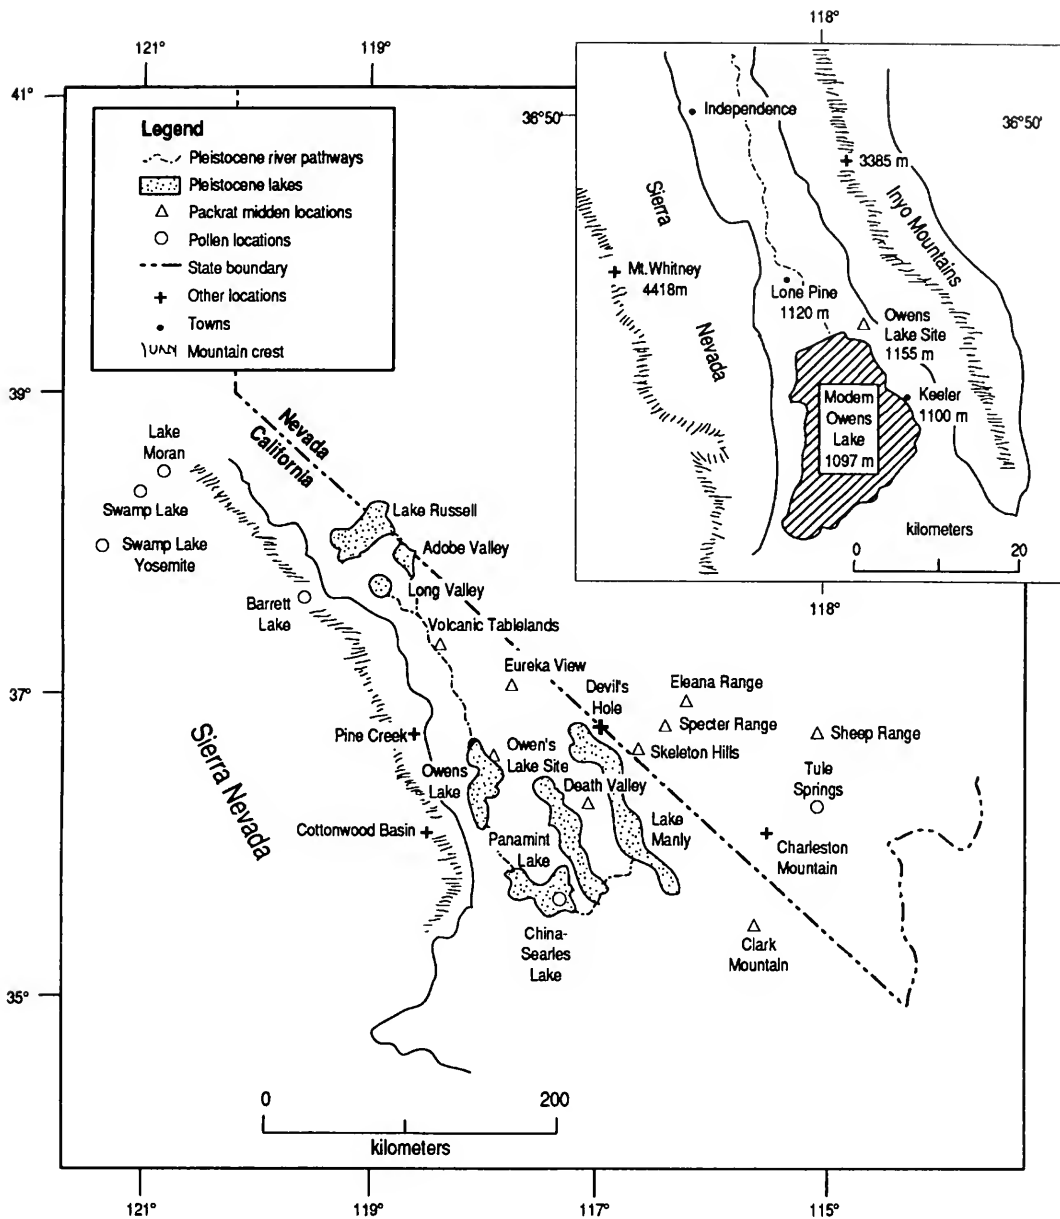 121°
119°
118°
41°
Legend
Pleistocene river pathways
Pleistocene lakes
Packrat midden locations
Pollen locations
State boundary
Other locations
Towns
Mountain crest
36°50'
Independence
36°50'
3385 m
Sierra
Nevada
Inyo Mountains
Mt. Whitney
4418m
Lone Pine
1120 m
Owens
Lake Site
1155 m
Keeler
1100 m
Modern
Owens
Lake
1097 m
kilometers
0
20
118°
39°
Nevada
California
Lake
Moran
Swamp Lake
Swamp Lake
Yosemite
Lake Russell
Adobe Valley
Long Valley
Barrett
Lake
Volcanic Tablelands
37°
Eureka View
Devil's
Hole
Eleana Range
Specter Range
Skeleton Hills
Sheep Range
Tule
Springs
Pine Creek
Owens
Lake
Owen's
Lake Site
Death Valley
Sierra Nevada
Cottonwood Basin
Panamint
Lake
Lake
Manly
Charleston
Mountain
China-
Searles
Lake
Clark
Mountain
35°
0
200
kilometers
121°
119°
117°
115°